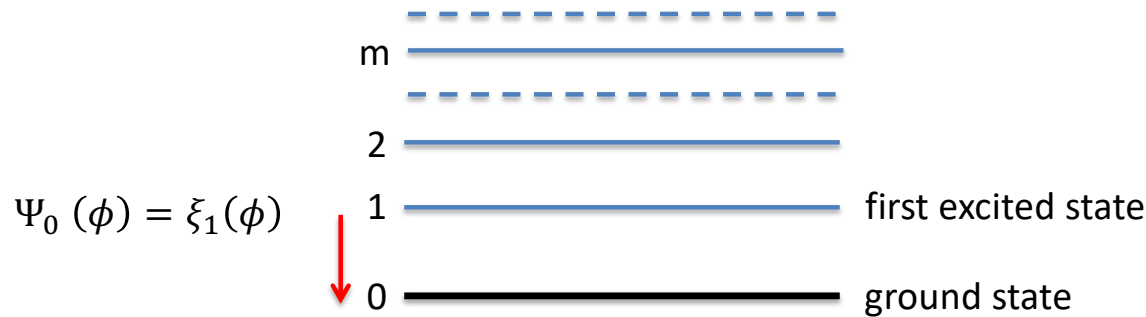 m
2
Ψ₀ (ϕ) = ξ₁(ϕ) 1 first excited state
0 ground state